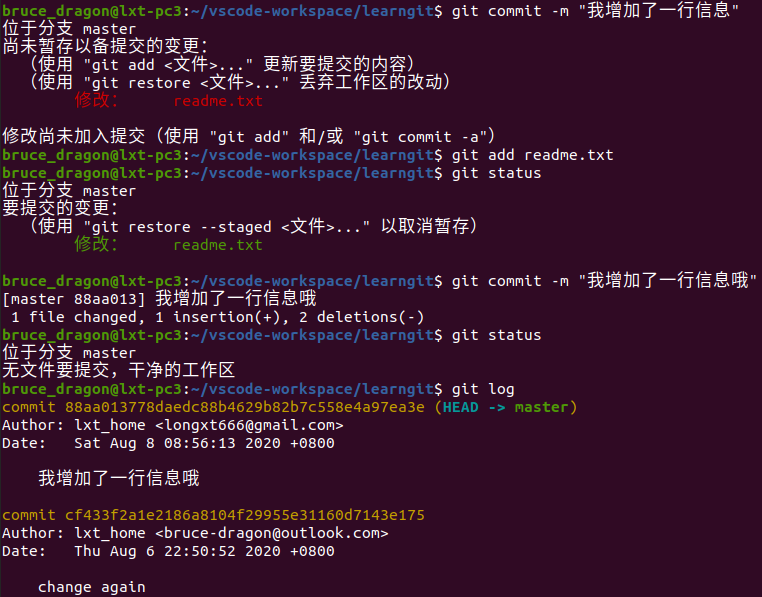 bruce_dragon@lxt-pc3:~/vscode-workspace/learngit$ git commit -m "我增加了一行信息"
位于分支 master
尚未暂存以备提交的变更：
  （使用 "git add <文件>..." 更新要提交的内容）
  （使用 "git restore <文件>..." 丢弃工作区的改动）
        修改：     readme.txt

修改尚未加入提交（使用 "git add" 和/或 "git commit -a"）
bruce_dragon@lxt-pc3:~/vscode-workspace/learngit$ git add readme.txt
bruce_dragon@lxt-pc3:~/vscode-workspace/learngit$ git status
位于分支 master
要提交的变更：
  （使用 "git restore --staged <文件>..." 以取消暂存）
        修改：     readme.txt

bruce_dragon@lxt-pc3:~/vscode-workspace/learngit$ git commit -m "我增加了一行信息哦"
[master 88aa013] 我增加了一行信息哦
 1 file changed, 1 insertion(+), 2 deletions(-)
bruce_dragon@lxt-pc3:~/vscode-workspace/learngit$ git status
位于分支 master
无文件要提交，干净的工作区
bruce_dragon@lxt-pc3:~/vscode-workspace/learngit$ git log
commit 88aa013778daedc88b4629b82b7c558e4a97ea3e (HEAD -> master)
Author: lxt_home <longxt666@gmail.com>
Date:   Sat Aug 8 08:56:13 2020 +0800

    我增加了一行信息哦

commit cf433f2a1e2186a8104f29955e31160d7143e175
Author: lxt_home <bruce-dragon@outlook.com>
Date:   Thu Aug 6 22:50:52 2020 +0800

    change again